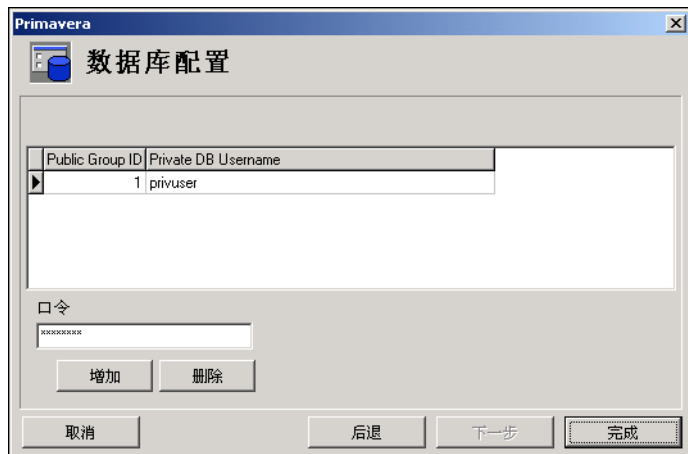 Primavera
数据库配置
Public Group ID Private DB Username
1 privuser
口令
xxxxxxxx
增加 删除
取消 后退 下一步 完成